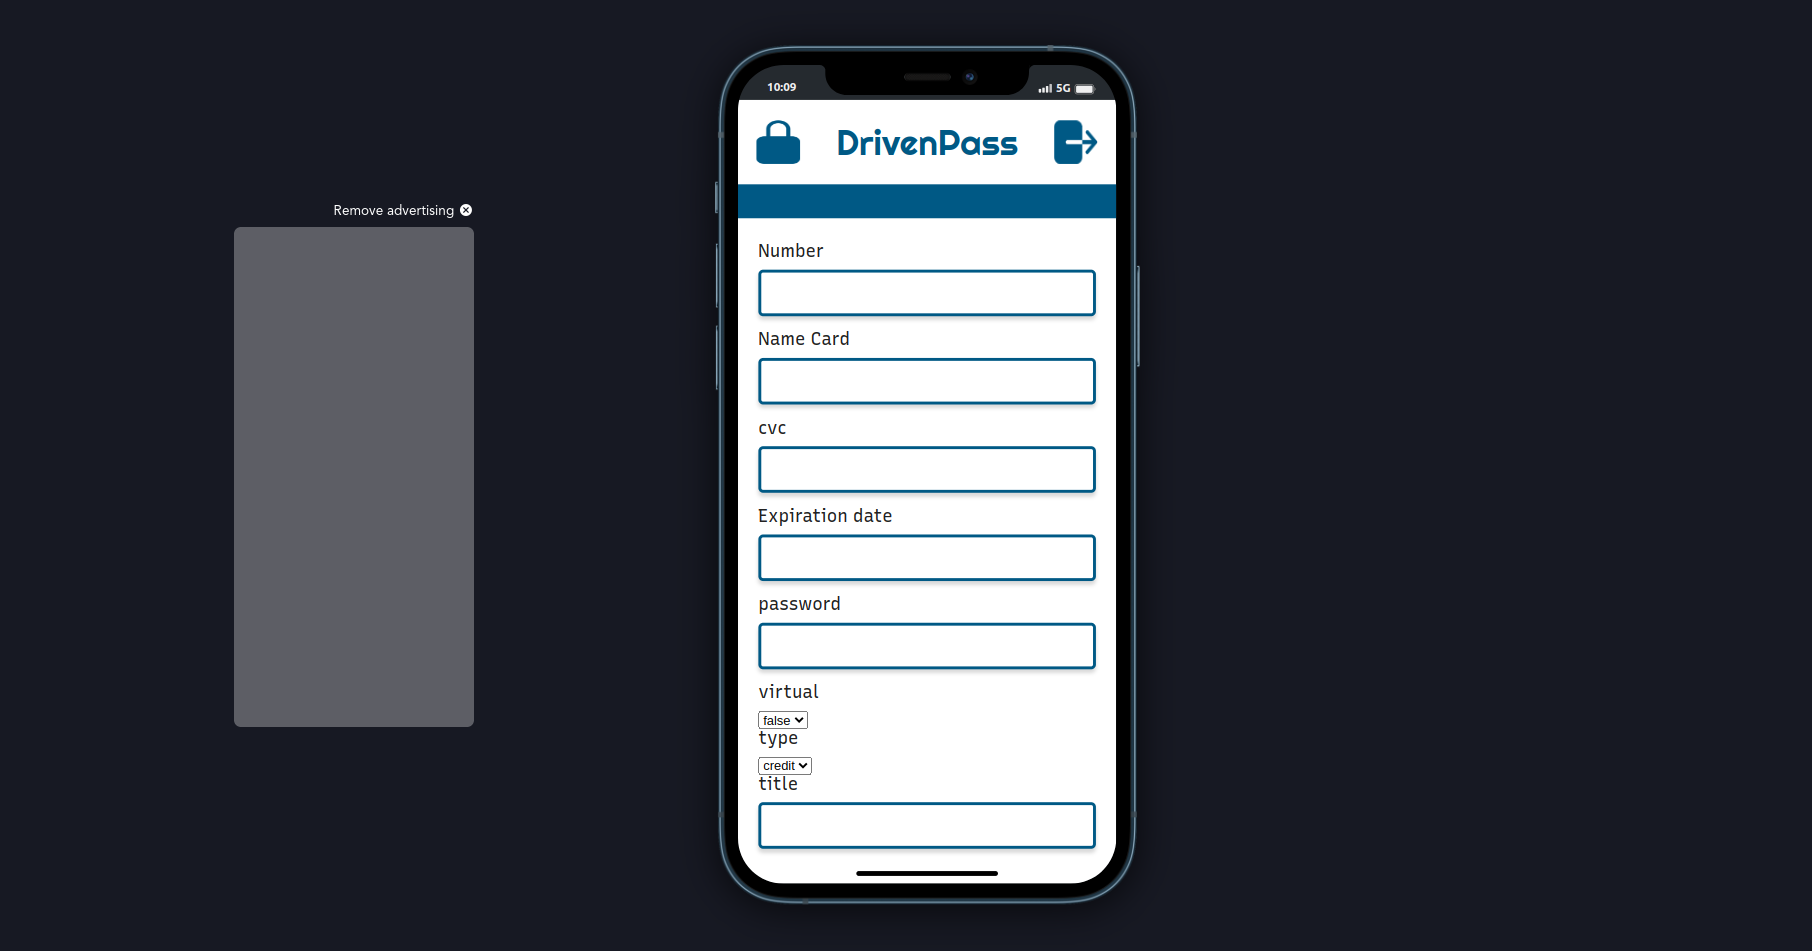 Remove advertising
10:09
5G
DrivenPass
Number
Name Card
cvc
Expiration date
password
virtual
false
type
credit
title